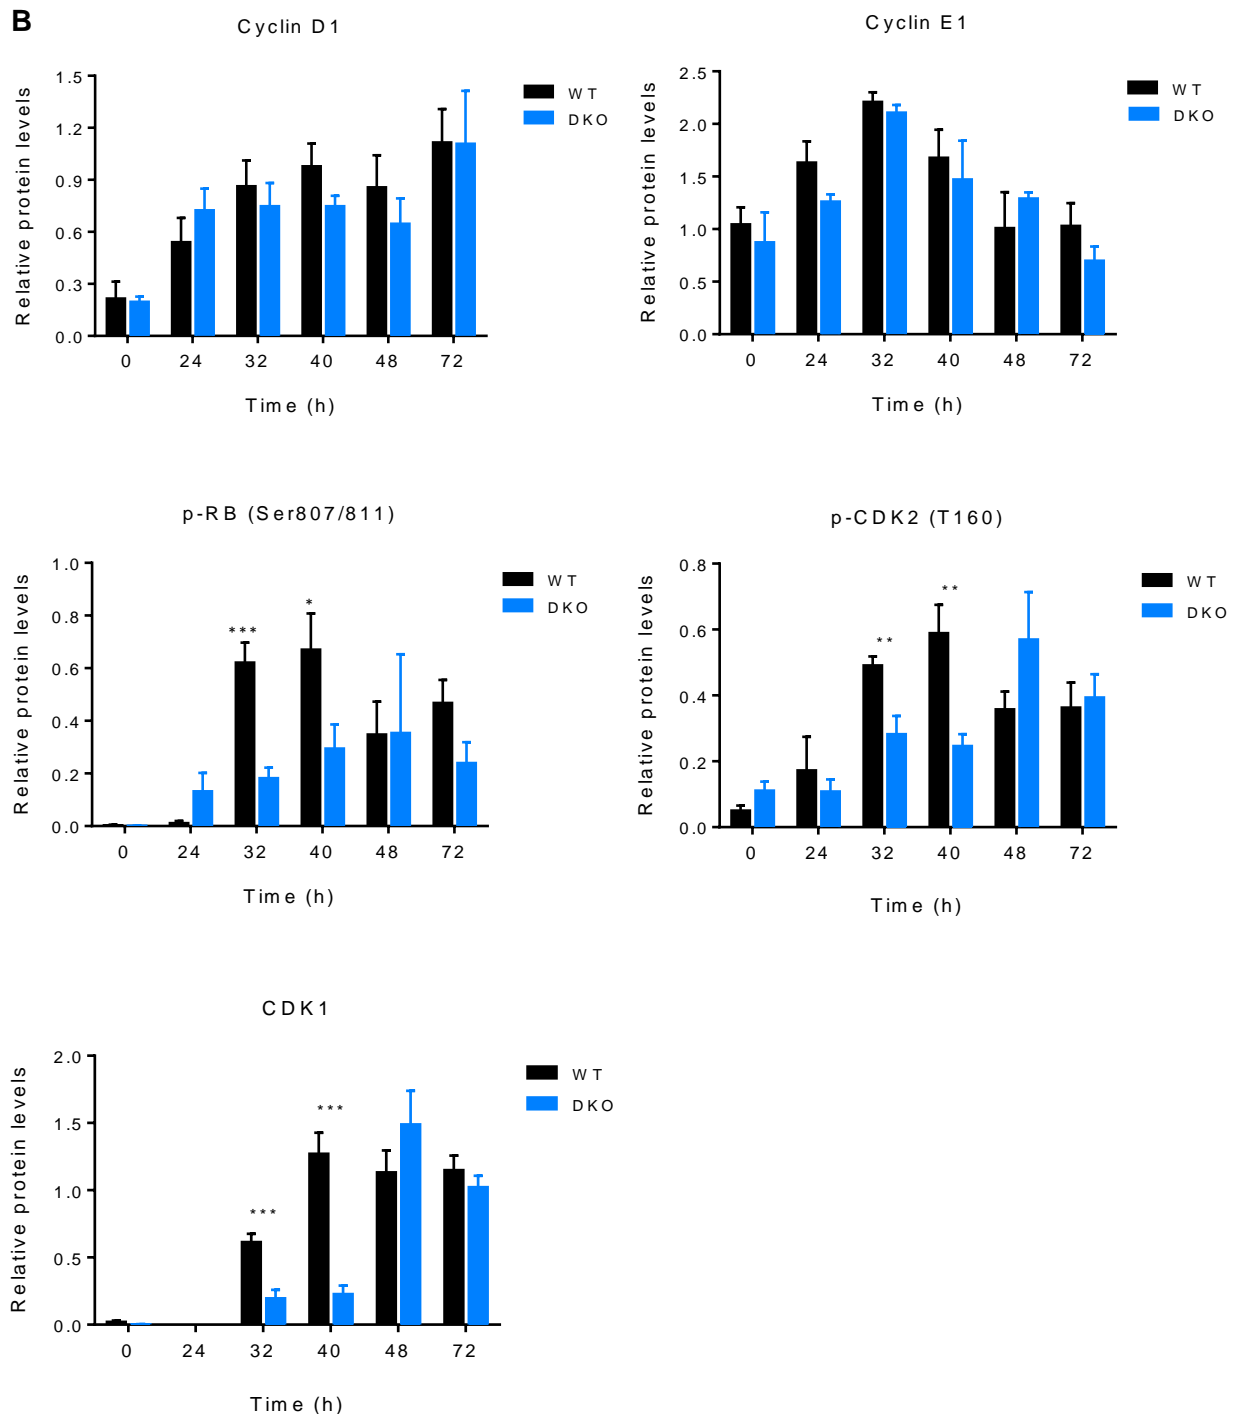 B
Cyclin D1
Relative protein levels
1.5
1.2
0.9
0.6
0.3
0.0
0 24 32 40 48 72
Time (h)
WT
DKO
Cyclin E1
Relative protein levels
2.5
2.0
1.5
1.0
0.5
0.0
0 24 32 40 48 72
Time (h)
WT
DKO
p-RB (Ser807/811)
Relative protein levels
1.0
0.8
0.6
0.4
0.2
0.0
***
*
0 24 32 40 48 72
Time (h)
WT
DKO
p-CDK2 (T160)
Relative protein levels
0.8
0.6
0.4
0.2
0.0
**
**
0 24 32 40 48 72
Time (h)
WT
DKO
CDK1
Relative protein levels
2.0
1.5
1.0
0.5
0.0
***
***
0 24 32 40 48 72
Time (h)
WT
DKO